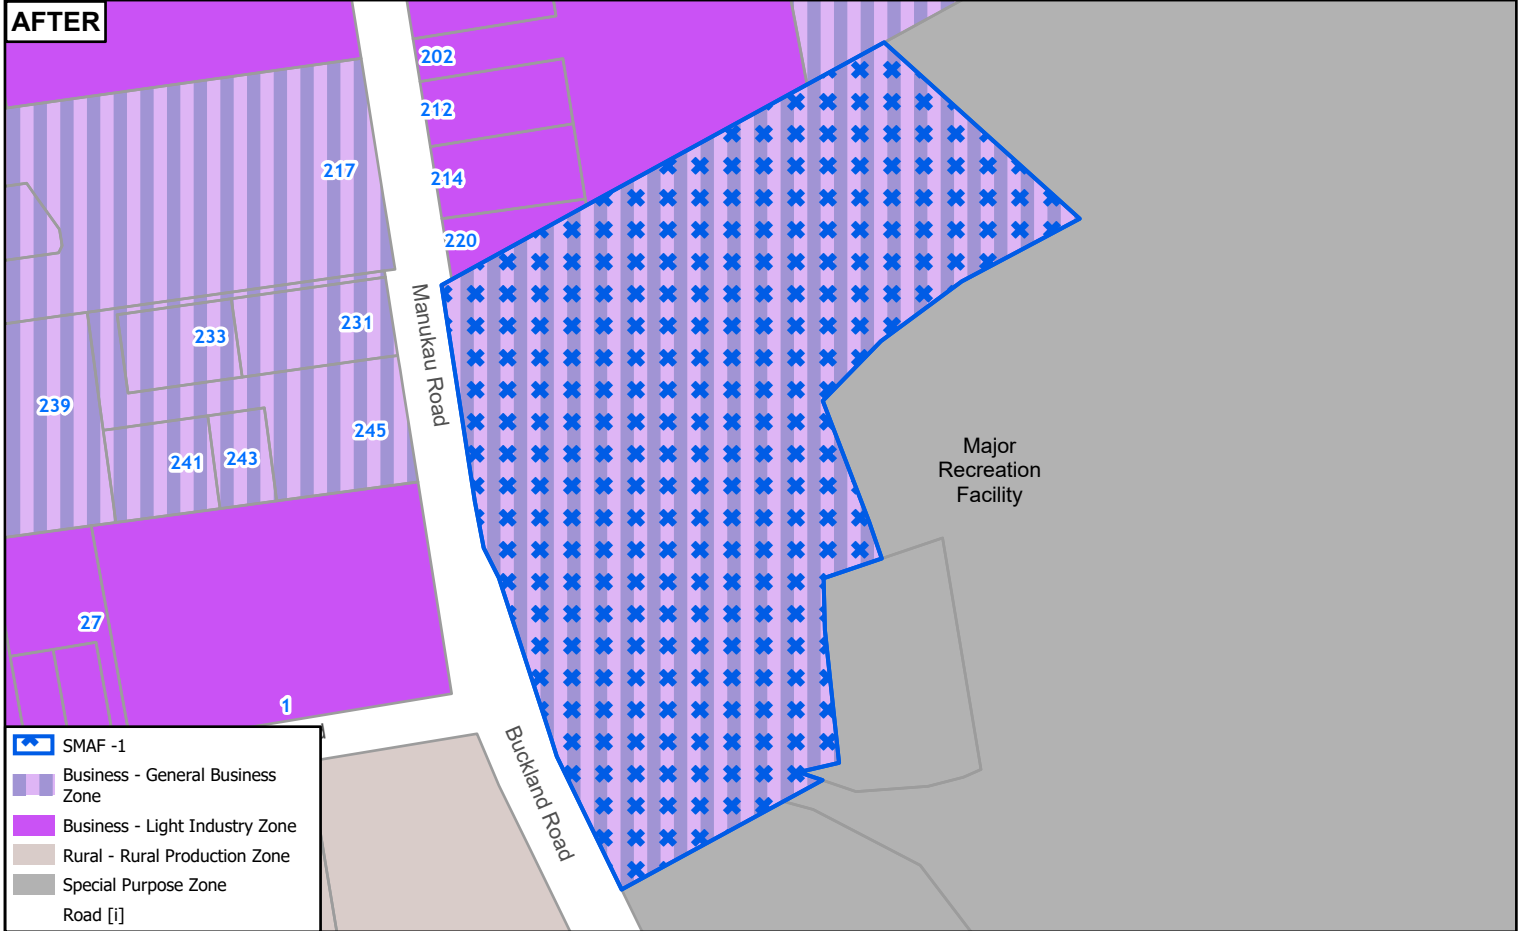 AFTER
202
212
217
214
220
Manukau Road
233
231
239
245
241
243
Major
Recreation
Facility
27
1
Buckland Road
SMAF -1
Business - General Business
Zone
Business - Light Industry Zone
Rural - Rural Production Zone
Special Purpose Zone
Road [i]